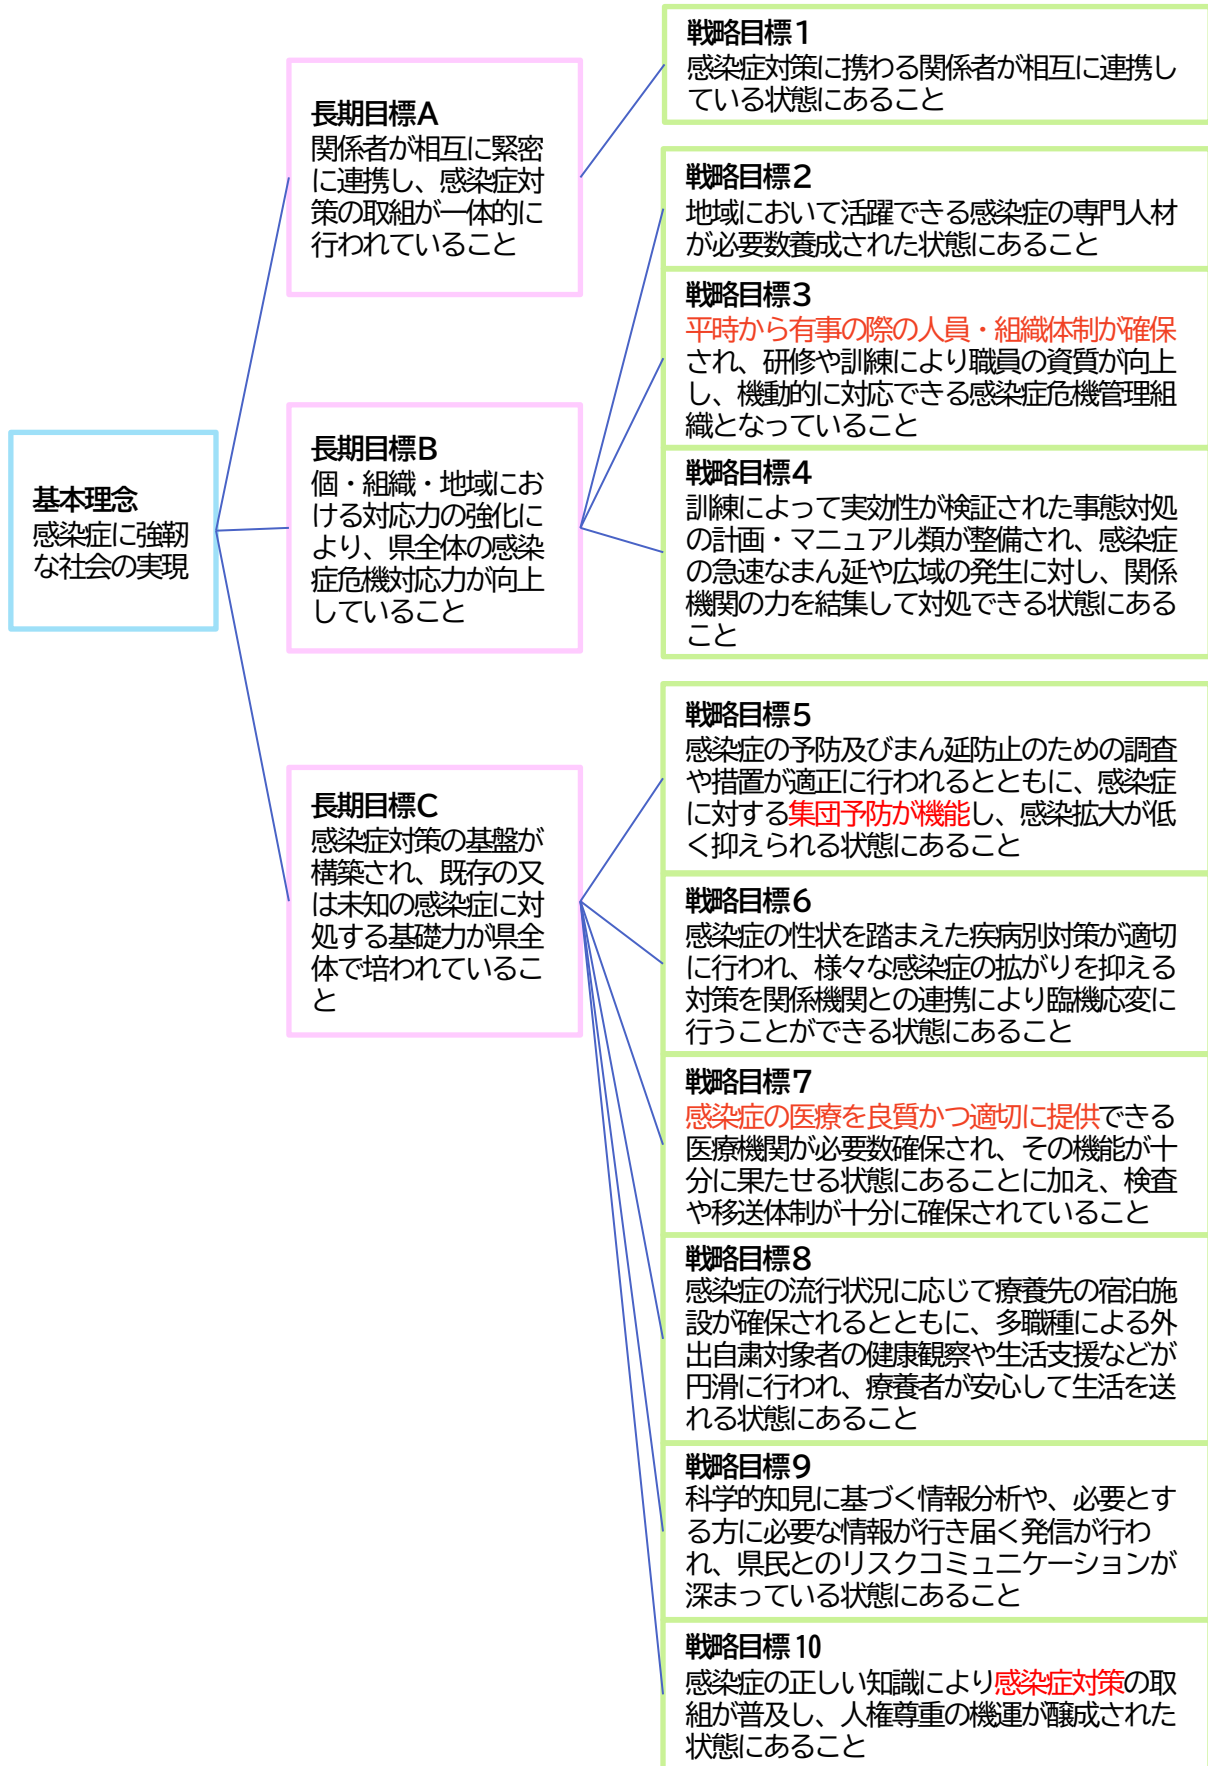 基本理念
感染症に強靭
な社会の実現
長期目標A
関係者が相互に緊密
に連携し、感染症対
策の取組が一体的に
行われていること
戦略目標1
感染症対策に携わる関係者が相互に連携し
ている状態にあること
長期目標B
個・組織・地域にお
ける対応力の強化に
より、県全体の感染
症危機対応力が向上
していること
戦略目標2
地域において活躍できる感染症の専門人材
が必要数養成された状態にあること
戦略目標3
平時から有事の際の人員・組織体制が確保
され、研修や訓練により職員の資質が向上
し、機動的に対応できる感染症危機管理組
織となっていること
戦略目標4
訓練によって実効性が検証された事態対処
の計画・マニュアル類が整備され、感染症
の急速なまん延や広域の発生に対し、関係
機関の力を結集して対処できる状態にある
こと
長期目標C
感染症対策の基盤が
構築され、既存の又
は未知の感染症に対
処する基礎力が県全
体で培われているこ
と
戦略目標5
感染症の予防及びまん延防止のための調査
や措置が適正に行われるとともに、感染症
に対する集団予防が機能し、感染拡大が低
く抑えられる状態にあること
戦略目標6
感染症の性状を踏まえた疾病別対策が適切
に行われ、様々な感染症の拡がりを抑える
対策を関係機関との連携により臨機応変に
行うことができる状態にあること
戦略目標7
感染症の医療を良質かつ適切に提供できる
医療機関が必要数確保され、その機能が十
分に果たせる状態にあることに加え、検査
や移送体制が十分に確保されていること
戦略目標8
感染症の流行状況に応じて療養先の宿泊施
設が確保されるとともに、多職種による外
出自粛対象者の健康観察や生活支援などが
円滑に行われ、療養者が安心して生活を送
れる状態にあること
戦略目標9
科学的知見に基づく情報分析や、必要とす
る方に必要な情報が行き届く発信が行わ
れ、県民とのリスクコミュニケーションが
深まっている状態にあること
戦略目標10
感染症の正しい知識により感染症対策の取
組が普及し、人権尊重の機運が醸成された
状態にあること